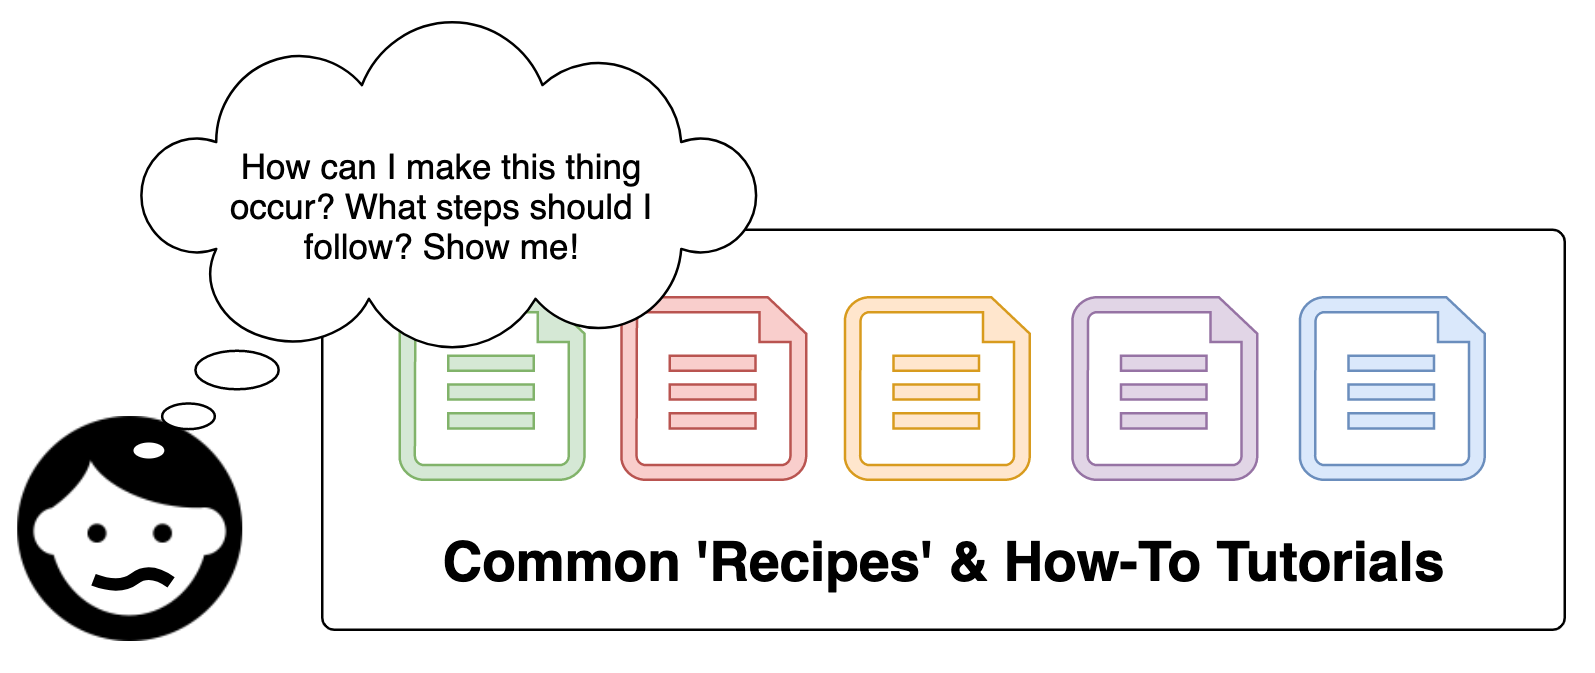 How can I make this thing
occur? What steps should I
follow? Show me!
Common 'Recipes' & How-To Tutorials